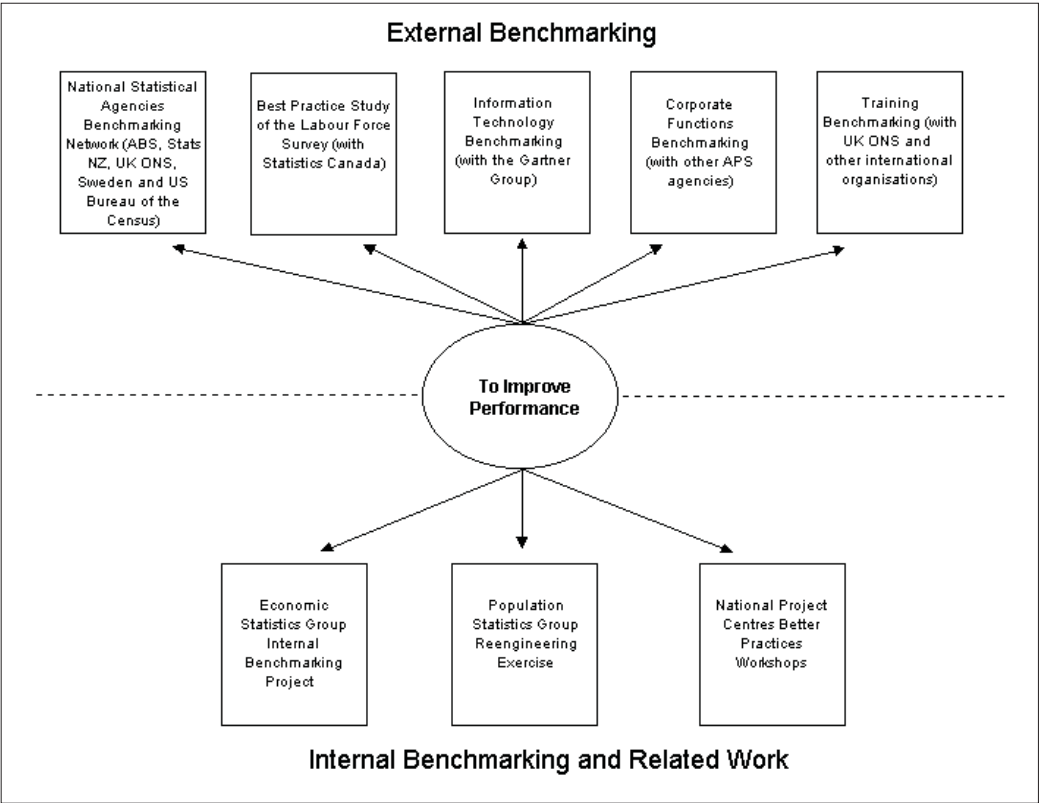 External Benchmarking
National Statistical
Agencies
Benchmarking
Network (ABS, Stats
NZ, UK ONS,
Sweden and US
Bureau of the
Census)
Best Practice Study
of the Labour Force
Survey (with
Statistics Canada)
Information
Technology
Benchmarking
(with the Gartner
Group)
Corporate
Functions
Benchmarking
(with other APS
agencies)
Training
Benchmarking (with
UK ONS and
other international
organisations)
To Improve
Performance
Economic
Statistics Group
Internal
Benchmarking
Project
Population
Statistics Group
Reengineering
Exercise
National Project
Centres Better
Practices
Workshops
Internal Benchmarking and Related Work